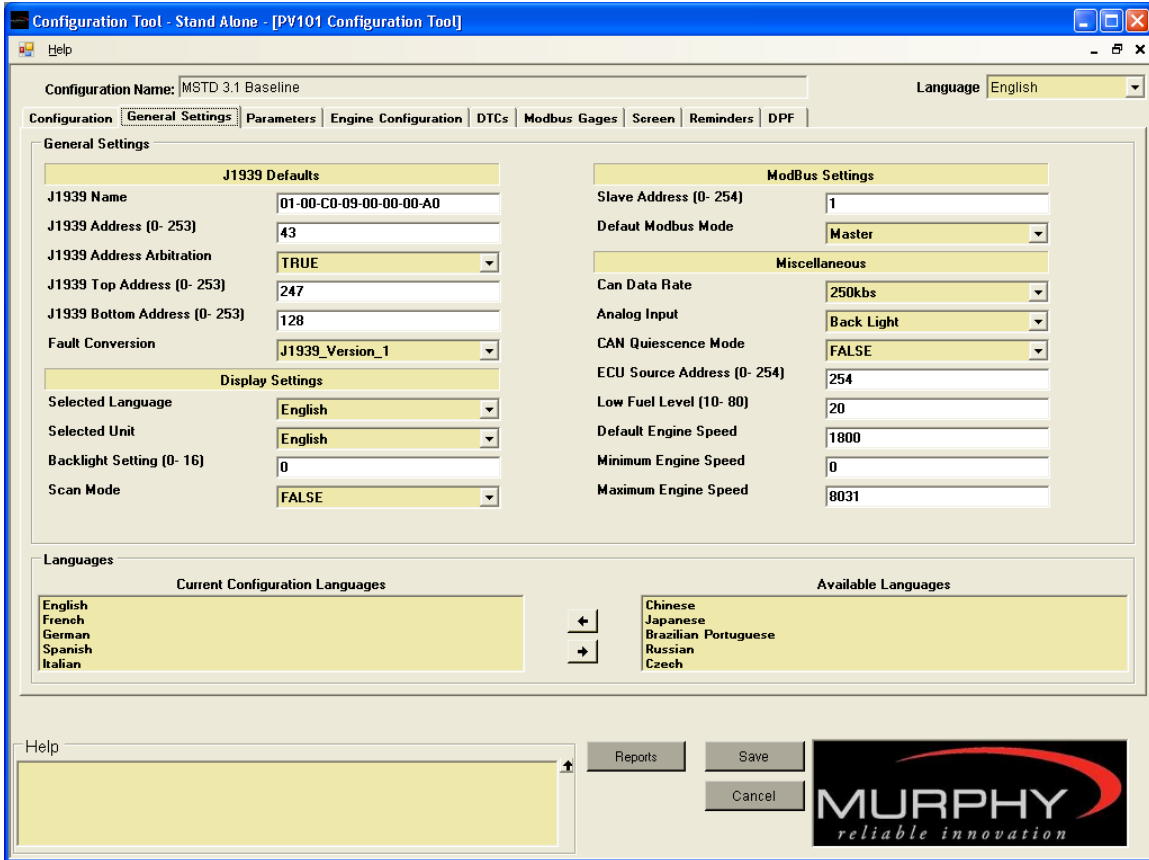 Configuration Tool - Stand Alone - [PV101 Configuration Tool]
Help
Configuration Name: MSTD 3.1 Baseline
Language English
Configuration General Settings Parameters Engine Configuration DTCs Modbus Gages Screen Reminders DPF
General Settings
J1939 Defaults
J1939 Name 01-00-C0-09-00-00-00-A0
J1939 Address (0- 253) 43
J1939 Address Arbitration TRUE
J1939 Top Address (0- 253) 247
J1939 Bottom Address (0- 253) 128
Fault Conversion J1939_Version_1
Display Settings
Selected Language English
Selected Unit English
Backlight Setting (0- 16) 0
Scan Mode FALSE
ModBus Settings
Slave Address (0- 254) 1
Defaut Modbus Mode Master
Miscellaneous
Can Data Rate 250kbs
Analog Input Back Light
CAN Quiescence Mode FALSE
ECU Source Address (0- 254) 254
Low Fuel Level (10- 80) 20
Default Engine Speed 1800
Minimum Engine Speed 0
Maximum Engine Speed 8031
Languages
Current Configuration Languages
English
French
German
Spanish
Italian
Available Languages
Chinese
Japanese
Brazilian Portuguese
Russian
Czech
Help
Reports
Save
Cancel
MURPHY
reliable innovation